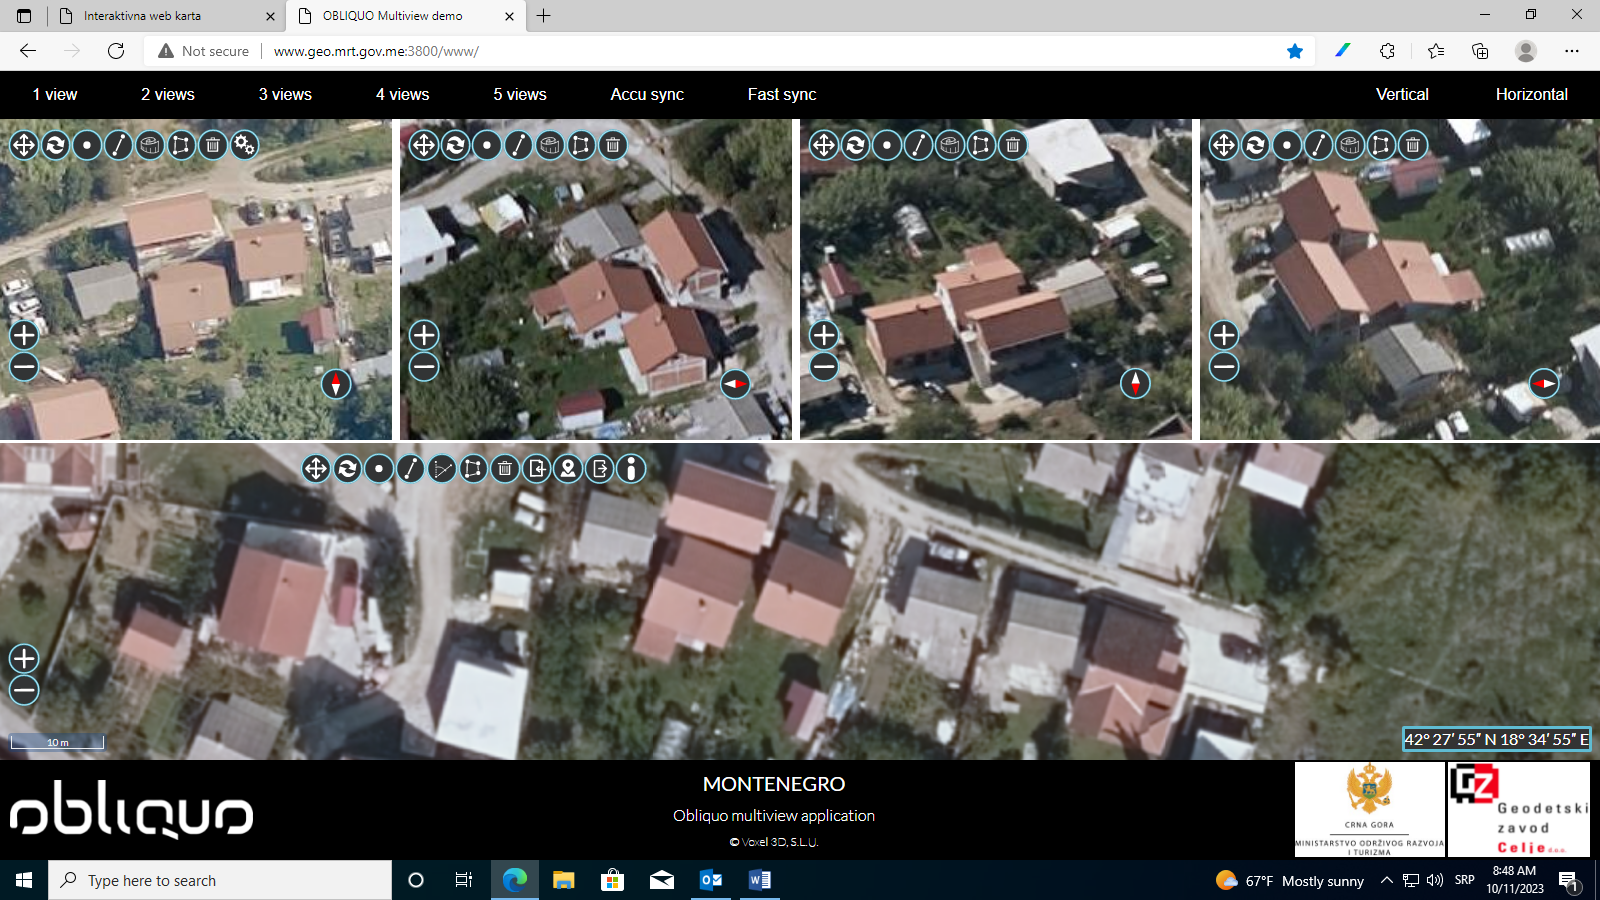 Interaktivna web karta
OBLIQUO Multiview demo
Not secure
www.geo.mrt.gov.me:3800/www/
1 view
2 views
3 views
4 views
5 views
Accu sync
Fast sync
Vertical
Horizontal
10 m
42° 27′ 55″ N 18° 34′ 55″ E
obliquo
MONTENEGRO
Obliquo multiview application
© Voxel 3D, S.L.U.
CRNA GORA
MINISTARSTVO ODRŽIVOG RAZVOJA
I TURIZMA
GZ
Geodetski
zavod
Celje d.o.o.
Type here to search
67°F Mostly sunny
SRP
8:48 AM
10/11/2023
1